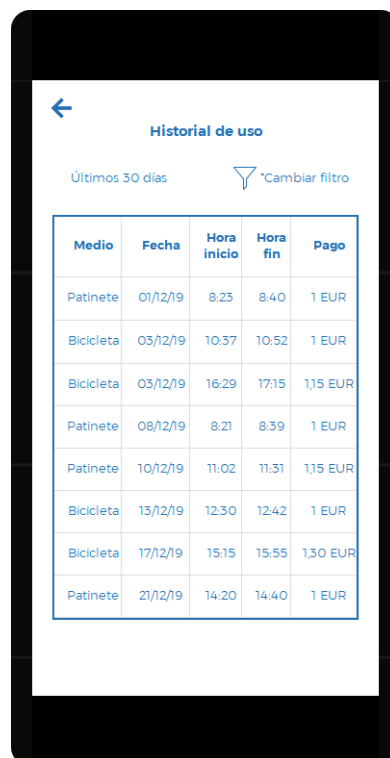 Historial de uso
Últimos 30 días *Cambiar filtro
Medio Fecha Hora inicio Hora fin Pago
Patinete 01/12/19 8:23 8:40 1 EUR
Bicicleta 03/12/19 10:37 10:52 1 EUR
Bicicleta 03/12/19 16:29 17:15 1,15 EUR
Patinete 08/12/19 8:21 8:39 1 EUR
Patinete 10/12/19 11:02 11:31 1,15 EUR
Bicicleta 13/12/19 12:30 12:42 1 EUR
Bicicleta 17/12/19 15:15 15:55 1,30 EUR
Patinete 21/12/19 14:20 14:40 1 EUR